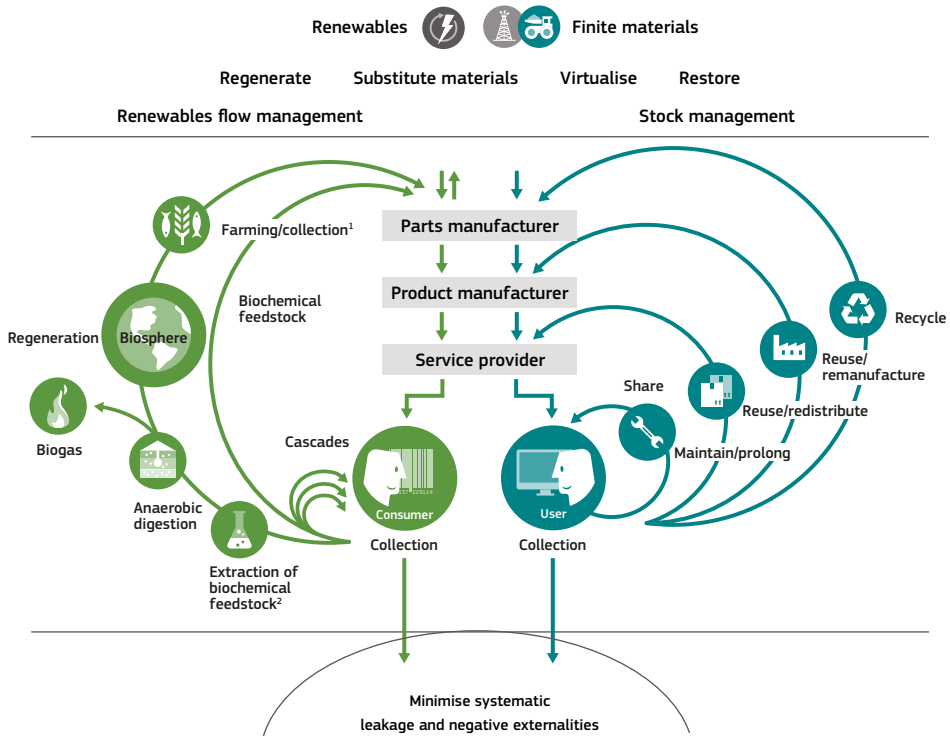 Renewables
Finite materials
Regenerate Substitute materials Virtualise Restore
Renewables flow management
Stock management
Farming/collection¹
Parts manufacturer
Biochemical
feedstock
Product manufacturer
Regeneration
Biosphere
Recycle
Service provider
Reuse/
remanufacture
Share
Reuse/redistribute
Biogas
Cascades
Maintain/prolong
Anaerobic
digestion
Consumer
User
Collection
Collection
Extraction of
biochemical
feedstock²
Minimise systematic
leakage and negative externalities